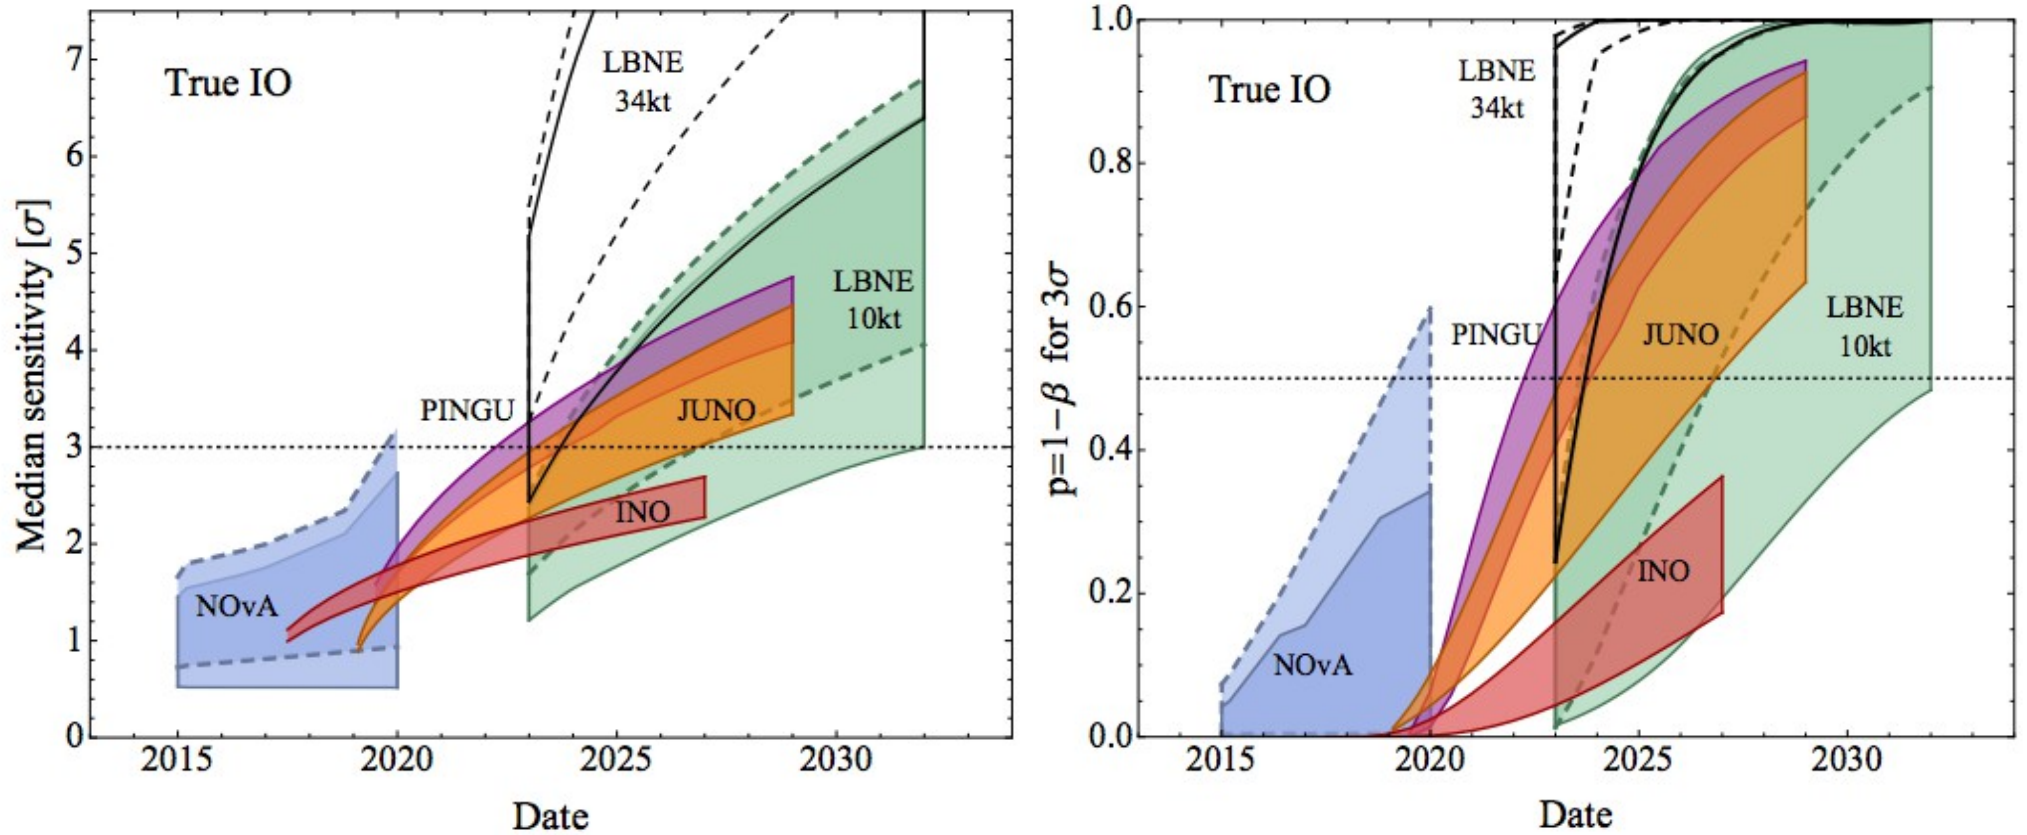 True IO
LBNE
34kt
LBNE
10kt
PINGU
JUNO
INO
NOvA
Median sensitivity [σ]
7
6
5
4
3
2
1
0
2015 2020 2025 2030
Date
True IO
LBNE
34kt
PINGU
JUNO
LBNE
10kt
INO
NOvA
p=1−β for 3σ
1.0
0.8
0.6
0.4
0.2
0.0
2015 2020 2025 2030
Date